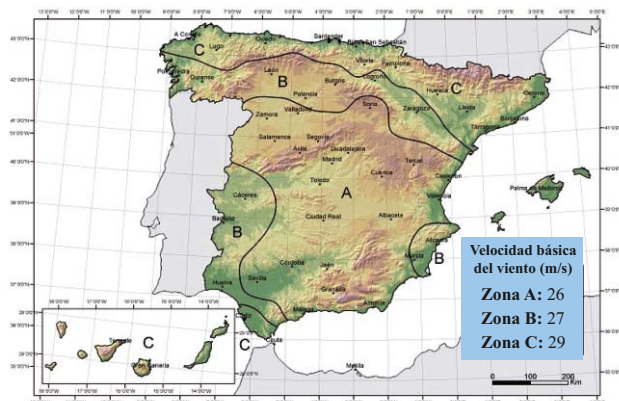 A Coruña
Lugo
Oviedo
Santander
San Sebastián
C
Pontevedra
Ourense
León
Vitoria
Pamplona
Burgos
Logroño
Huesca
C
Girona
B
Palencia
Zamora
Valladolid
Soria
Zaragoza
Lleida
Barcelona
Tarragona
Salamanca
Segovia
Ávila
Guadalajara
Madrid
Teruel
Cuenca
Castellón
Toledo
Palma de Mallorca
Cáceres
A
Valencia
Badajoz
Ciudad Real
Albacete
B
Alicante
Murcia
B
Córdoba
Jaén
Huelva
Sevilla
Granada
Almería
Málaga
Cádiz
C
Ceuta
Melilla
C
Tenerife
Gran Canaria
Velocidad básica
del viento (m/s)
Zona A: 26
Zona B: 27
Zona C: 29
0 100 200
Km